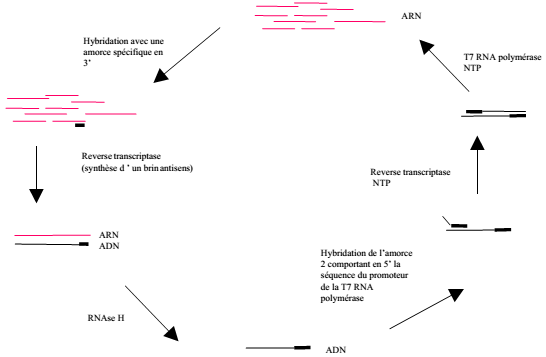 ARN
Hybridation avec une
amorce spécifique en
3’
Reverse transcriptase
(synthèse d ’ un brin antisens)
ARN
ADN
RNAse H
ADN
Hybridation de l’amorce
2 comportant en 5’ la
séquence du promoteur
de la T7 RNA
polymérase
Reverse transcriptase
NTP
T7 RNA polymérase
NTP